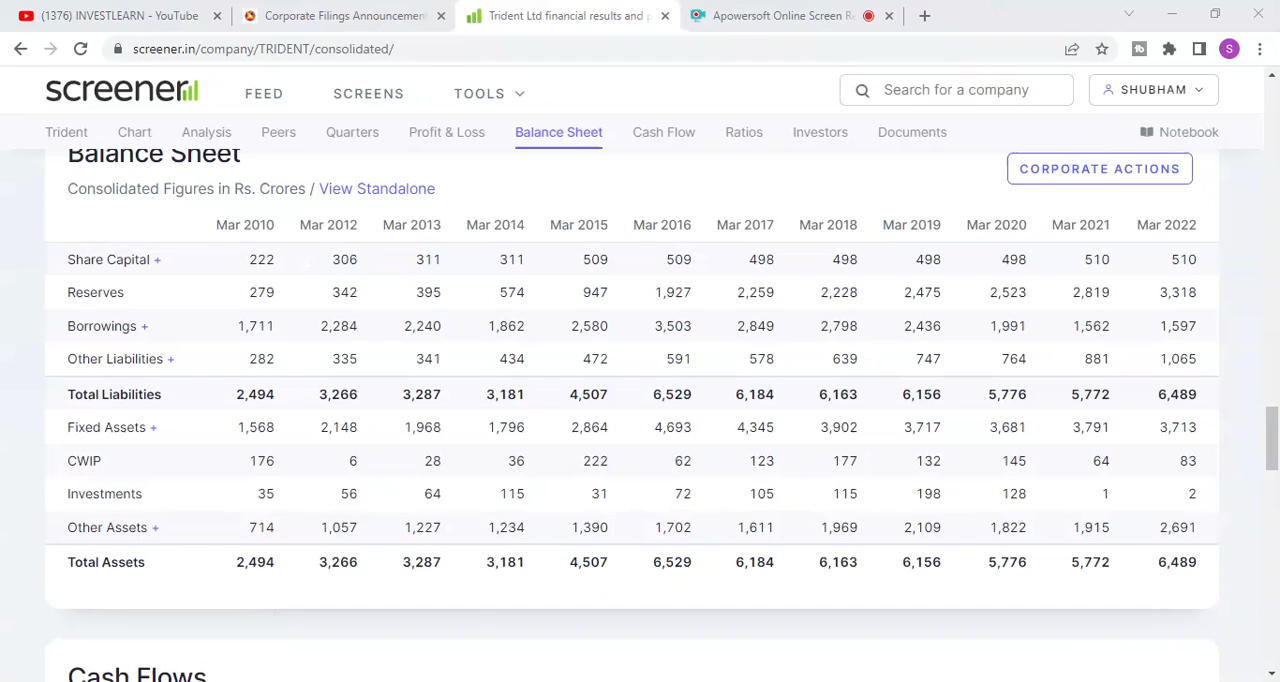 (1376) INVESTLEARN - YouTube Corporate Filings Announcement Trident Ltd financial results and p Apowersoft Online Screen Re
screener.in/company/TRIDENT/consolidated/ S
screener FEED SCREENS TOOLS Search for a company SHUBHAM
Trident Chart Analysis Peers Quarters Profit & Loss Balance Sheet Cash Flow Ratios Investors Documents Notebook
Balance Sheet
CORPORATE ACTIONS
Consolidated Figures in Rs. Crores / View Standalone
Mar 2010 Mar 2012 Mar 2013 Mar 2014 Mar 2015 Mar 2016 Mar 2017 Mar 2018 Mar 2019 Mar 2020 Mar 2021 Mar 2022
Share Capital + 222 306 311 311 509 509 498 498 498 498 510 510
Reserves 279 342 395 574 947 1,927 2,259 2,228 2,475 2,523 2,819 3,318
Borrowings + 1,711 2,284 2,240 1,862 2,580 3,503 2,849 2,798 2,436 1,991 1,562 1,597
Other Liabilities + 282 335 341 434 472 591 578 639 747 764 881 1,065
Total Liabilities 2,494 3,266 3,287 3,181 4,507 6,529 6,184 6,163 6,156 5,776 5,772 6,489
Fixed Assets + 1,568 2,148 1,968 1,796 2,864 4,693 4,345 3,902 3,717 3,681 3,791 3,713
CWIP 176 6 28 36 222 62 123 177 132 145 64 83
Investments 35 56 64 115 31 72 105 115 198 128 1 2
Other Assets + 714 1,057 1,227 1,234 1,390 1,702 1,611 1,969 2,109 1,822 1,915 2,691
Total Assets 2,494 3,266 3,287 3,181 4,507 6,529 6,184 6,163 6,156 5,776 5,772 6,489
Cash Flows